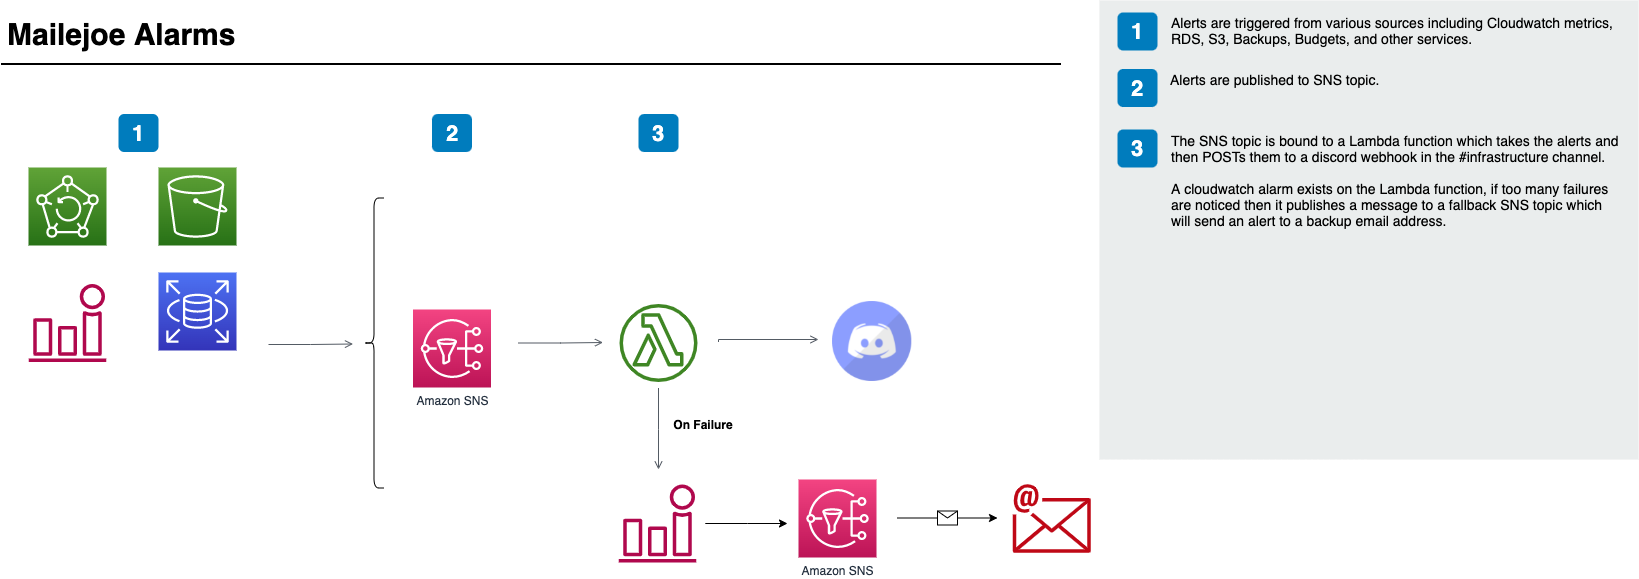 Mailejoe Alarms
1
2
3
Amazon SNS
On Failure
Amazon SNS
@
1
Alerts are triggered from various sources including Cloudwatch metrics,
RDS, S3, Backups, Budgets, and other services.
2
Alerts are published to SNS topic.
3
The SNS topic is bound to a Lambda function which takes the alerts and
then POSTs them to a discord webhook in the #infrastructure channel.
A cloudwatch alarm exists on the Lambda function, if too many failures
are noticed then it publishes a message to a fallback SNS topic which
will send an alert to a backup email address.